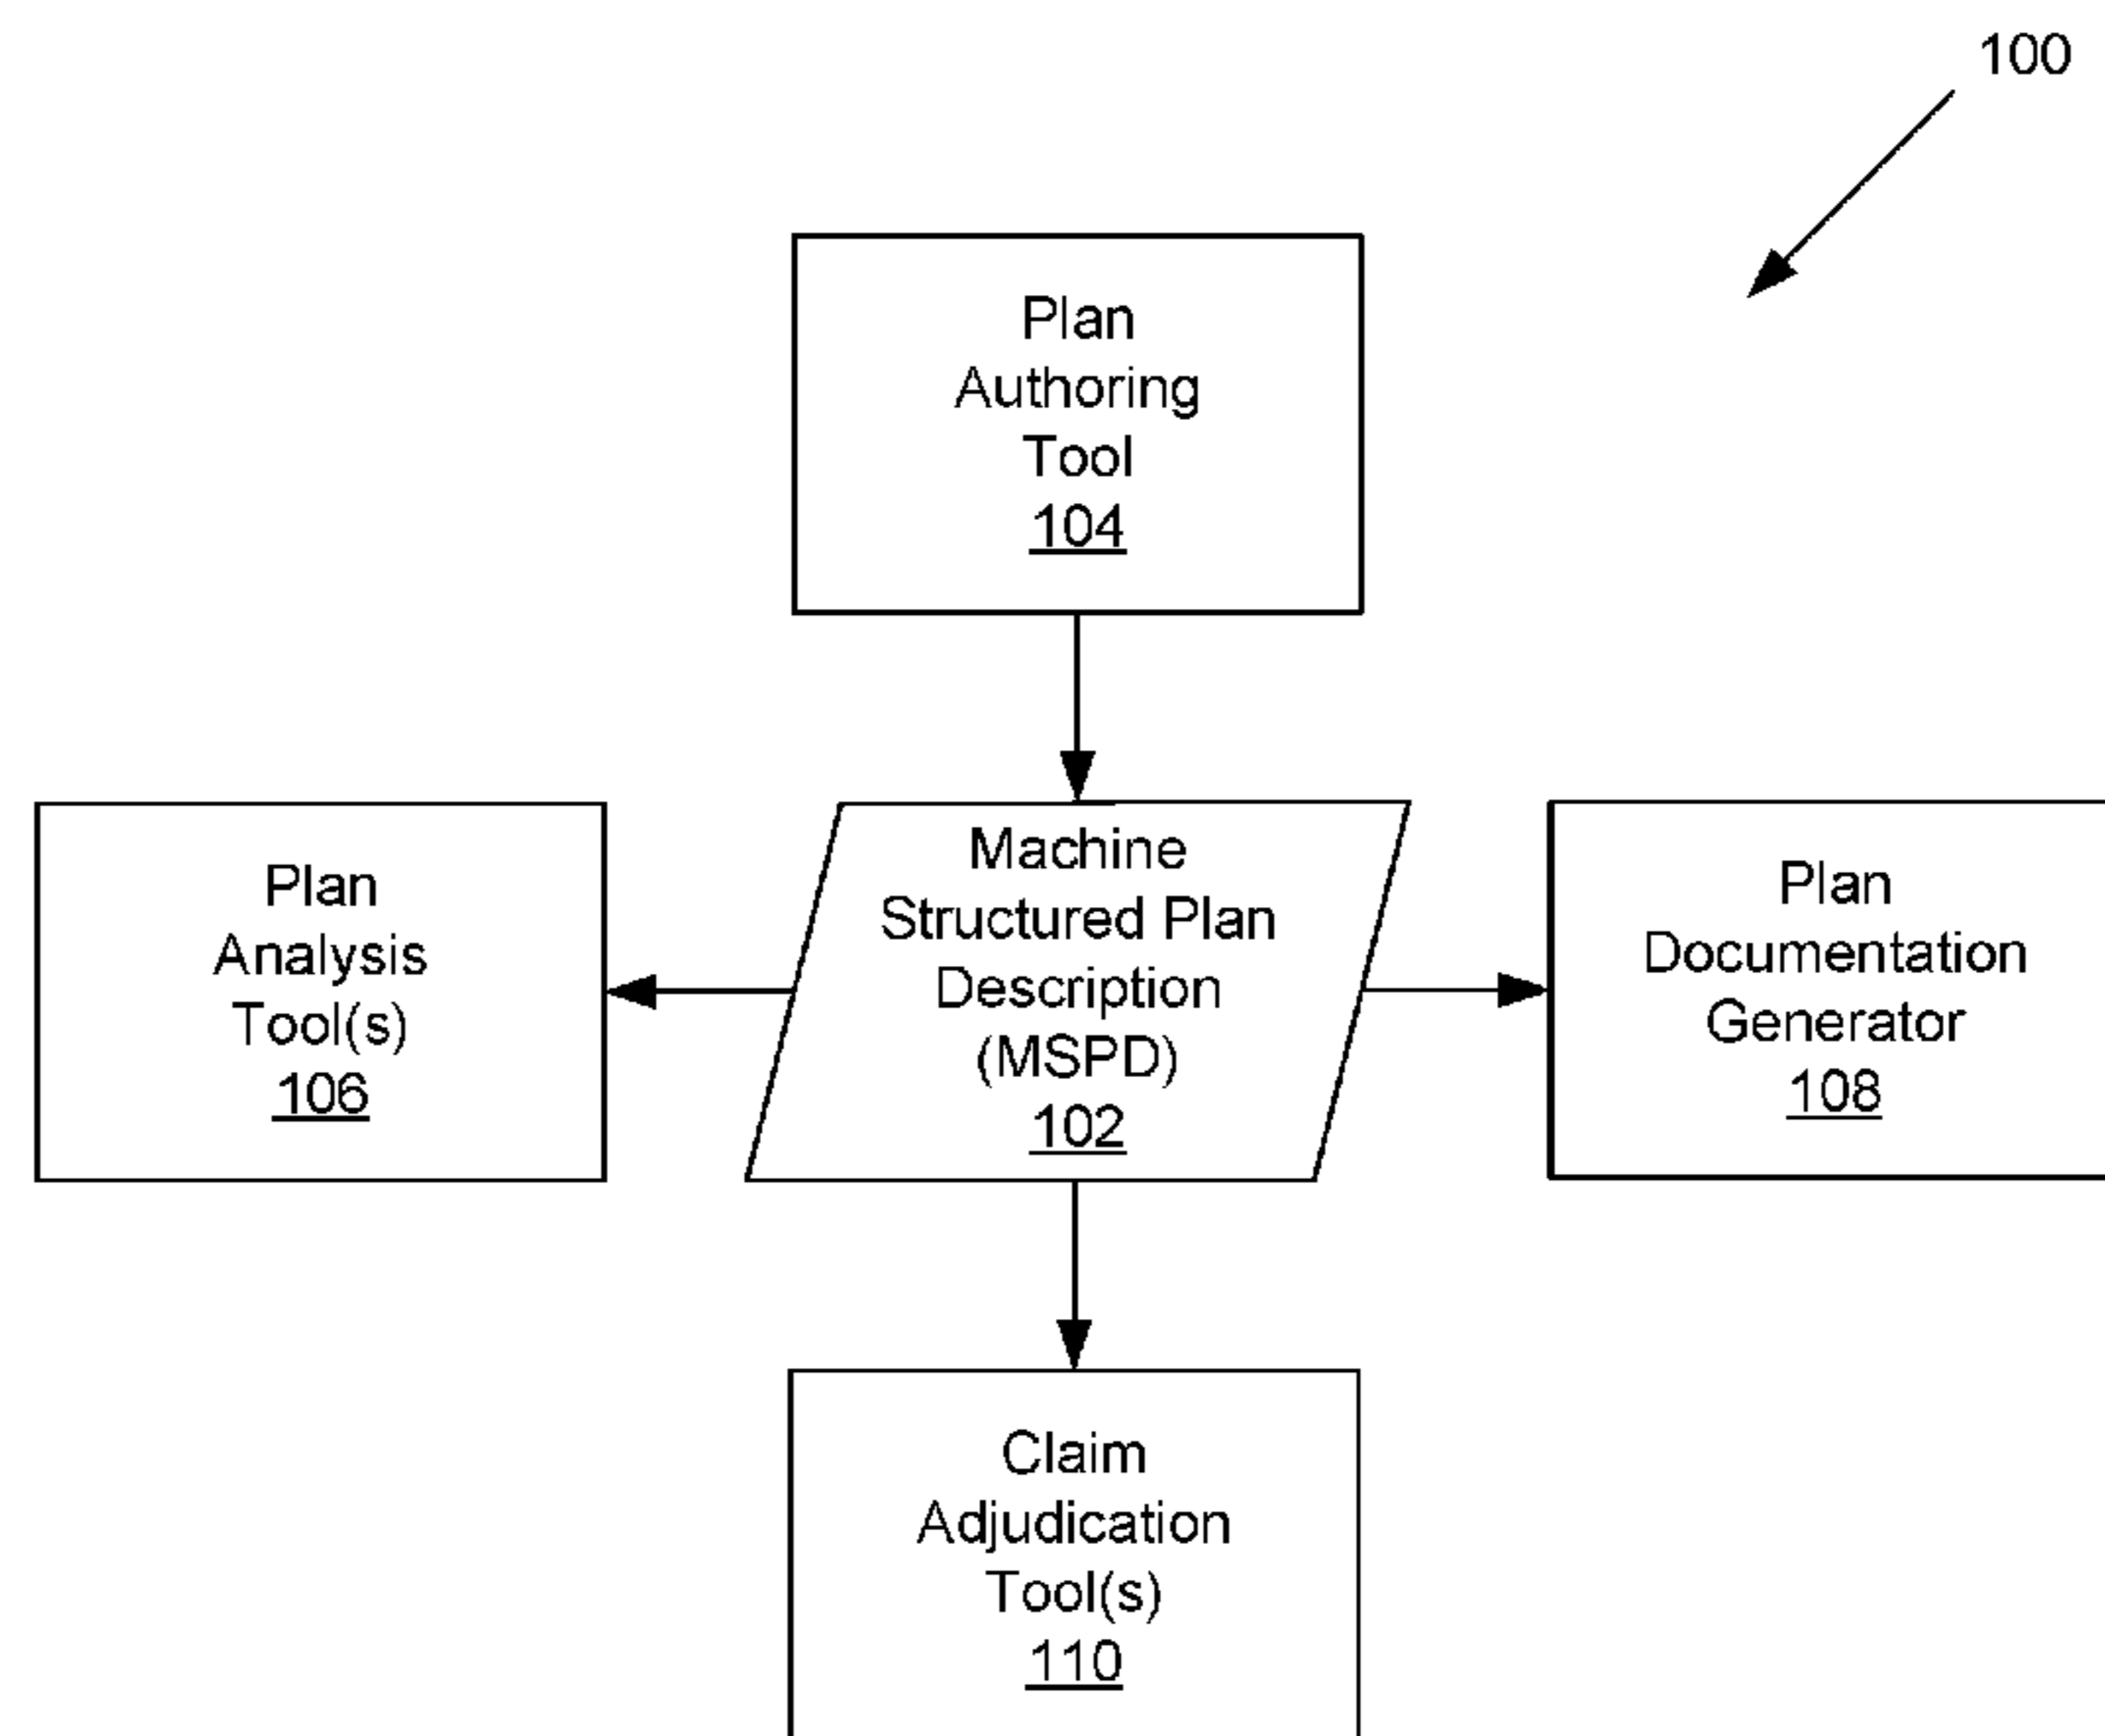 100
Plan
Authoring
Tool
104
Plan
Analysis
Tool(s)
106
Machine
Structured Plan
Description
(MSPD)
102
Plan
Documentation
Generator
108
Claim
Adjudication
Tool(s)
110